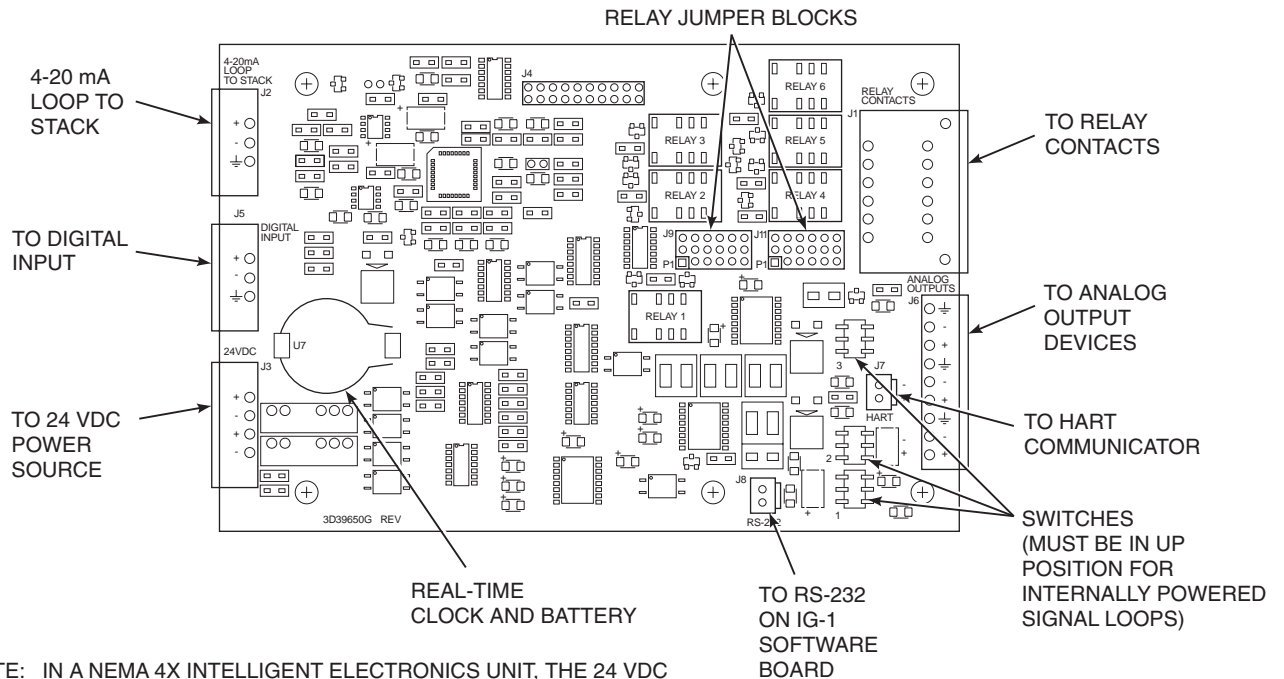 RELAY JUMPER BLOCKS
4-20 mA
LOOP TO
STACK
4-20mA
LOOP
TO STACK
J2
+
-
J4
RELAY 6
RELAY
CONTACTS
J1
TO RELAY
CONTACTS
RELAY 3
RELAY 5
RELAY 2
RELAY 4
J5
DIGITAL
INPUT
+
-
TO DIGITAL
INPUT
J9
J11
P1
P1
ANALOG
OUTPUTS
J6
-
+
-
+
-
+
TO ANALOG
OUTPUT
DEVICES
RELAY 1
U7
24VDC
J3
+
-
+
-
TO 24 VDC
POWER
SOURCE
3
J7
-
+
HART
TO HART
COMMUNICATOR
2
-
+
J8
RS-232
1
+
3D39650G REV
SWITCHES
(MUST BE IN UP
POSITION FOR
INTERNALLY POWERED
SIGNAL LOOPS)
REAL-TIME
CLOCK AND BATTERY
TO RS-232
ON IG-1
SOFTWARE
BOARD
TE: IN A NEMA 4X INTELLIGENT ELECTRONICS UNIT, THE 24 VDC